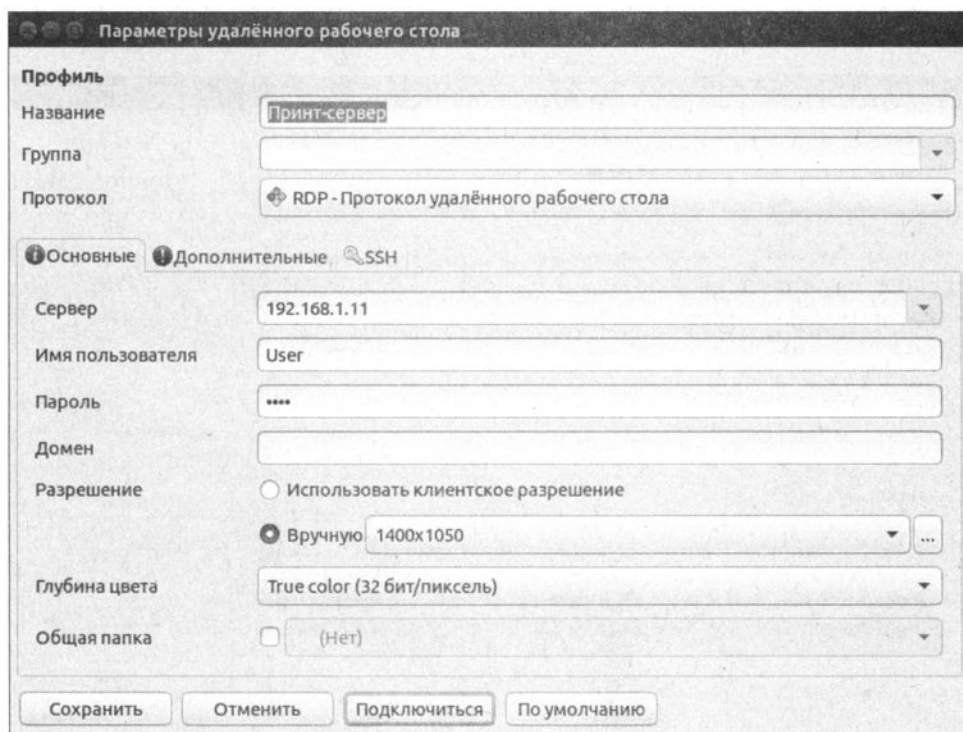 Параметры удалённого рабочего стола
Профиль
Название Принт-сервер
Группа
Протокол RDP - Протокол удалённого рабочего стола
Основные Дополнительные SSH
Сервер 192.168.1.11
Имя пользователя User
Пароль ••••
Домен
Разрешение Использовать клиентское разрешение
Вручную 1400x1050 ...
Глубина цвета True color (32 бит/пиксель)
Общая папка (Нет)
Сохранить Отменить Подключиться По умолчанию